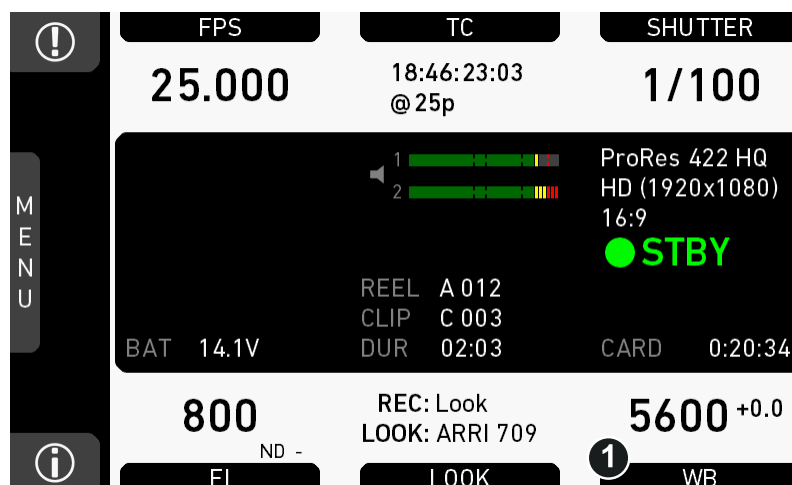 FPS TC SHUTTER
25.000 18:46:23:03 1/100
@ 25p
MENU
1
2
ProRes 422 HQ
HD (1920x1080)
16:9
STBY
REEL A 012
CLIP C 003
BAT 14.1V DUR 02:03 CARD 0:20:34
800 REC: Look 5600 +0.0
ND - LOOK: ARRI 709
1
EI LOOK WB